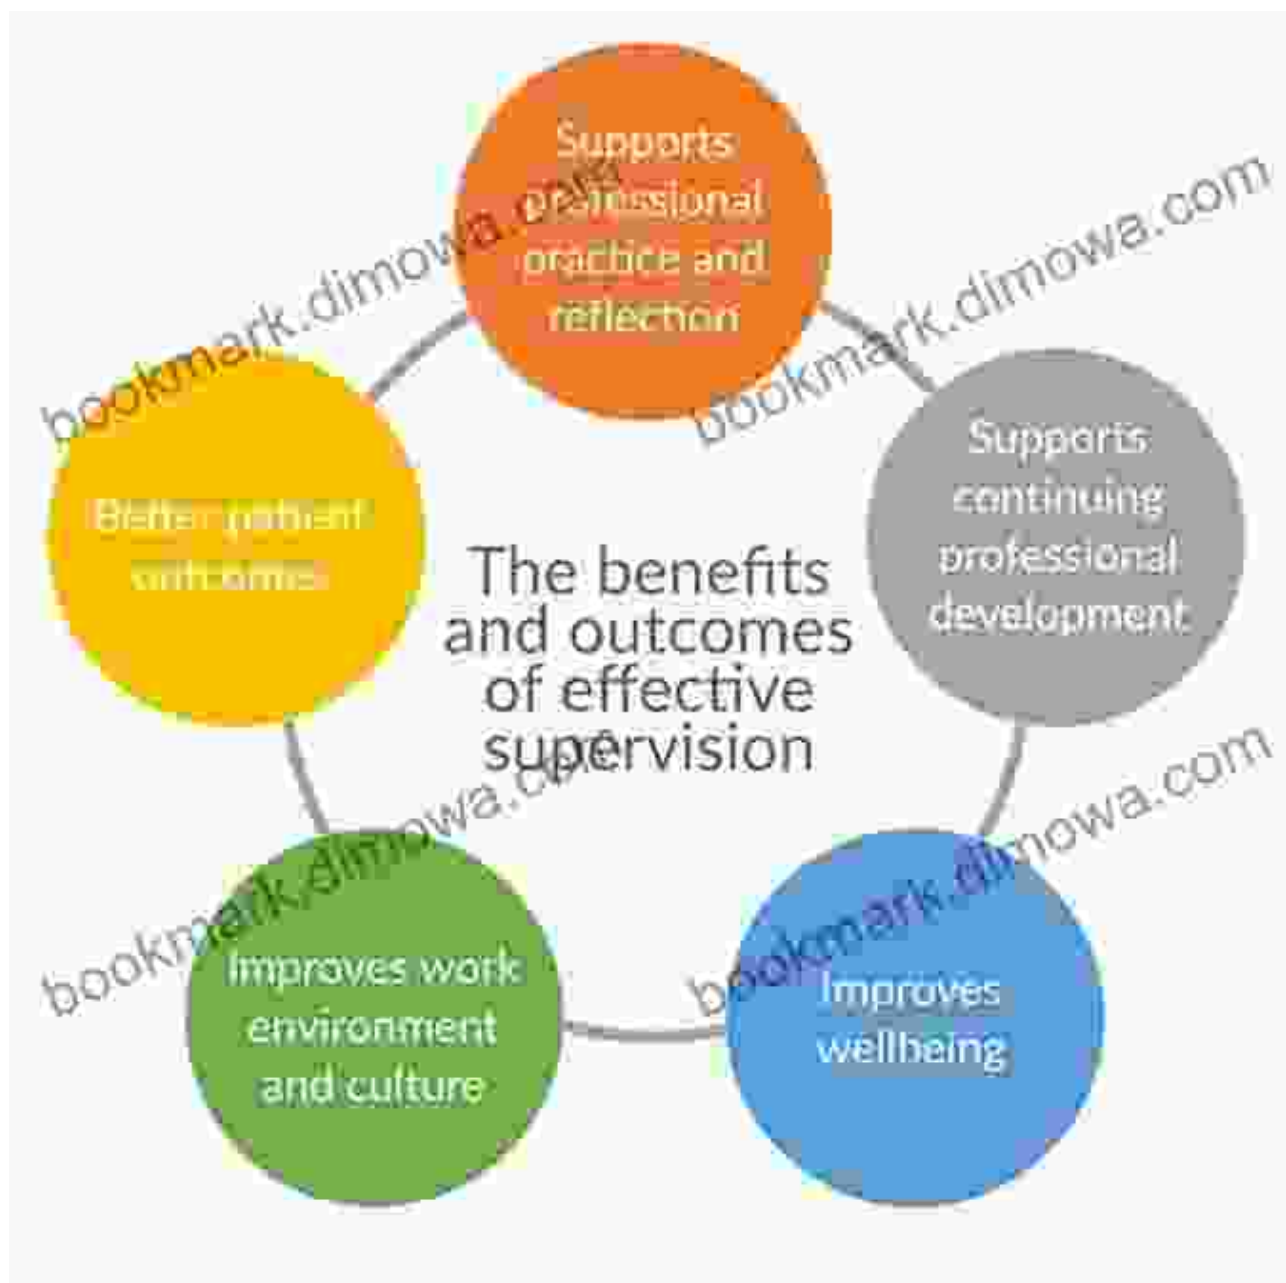 Supports
professional
practice and
reflection
Supports
continuing
professional
development
Improves
wellbeing
Improves work
environment
and culture
Better patient
outcomes
The benefits
and outcomes
of effective
supervision
bookmark.dimowa.com
bookmark.dimowa.com
bookmark.dimowa.com
bookmark.dimowa.com